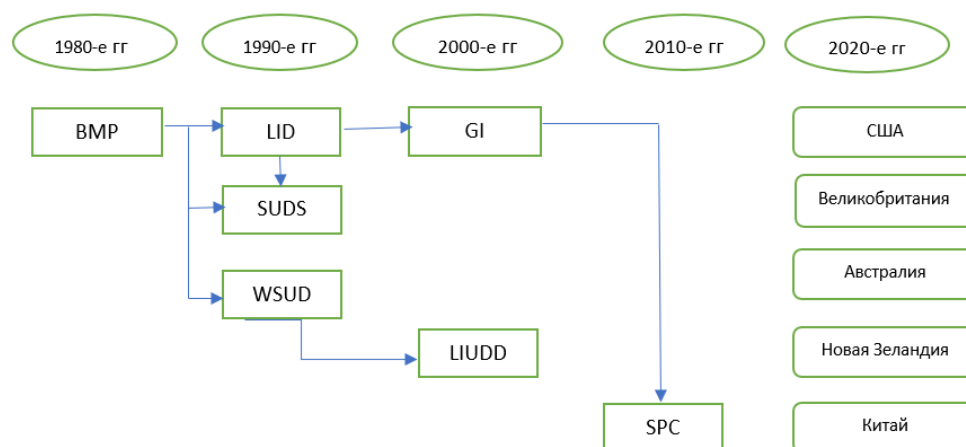 1980-е гг
1990-е гг
2000-е гг
2010-е гг
2020-е гг
BMP
LID
GI
США
SUDS
Великобритания
WSUD
Австралия
LIUDD
Новая Зеландия
SPC
Китай